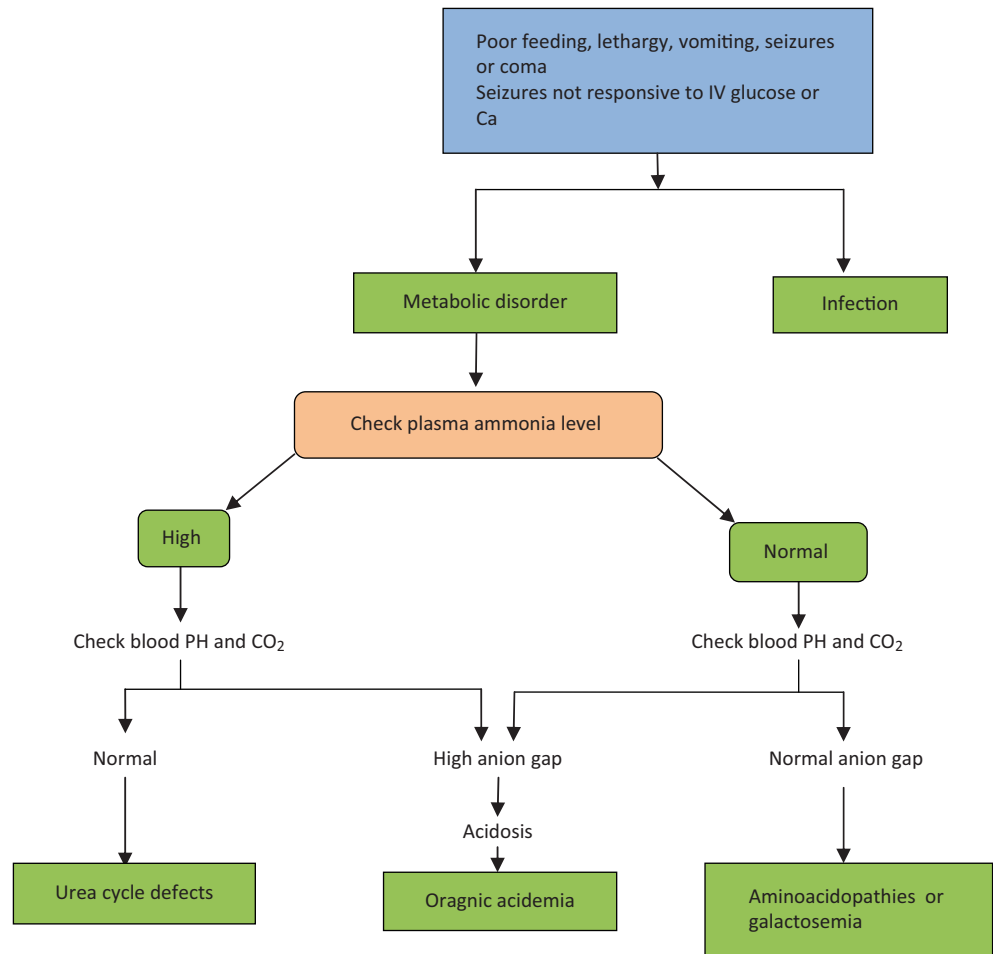 Poor feeding, lethargy, vomiting, seizures
or coma
Seizures not responsive to IV glucose or
Ca
Metabolic disorder
Infection
Check plasma ammonia level
High
Normal
Check blood PH and CO₂
Check blood PH and CO₂
Normal
High anion gap
Normal anion gap
Acidosis
Urea cycle defects
Oragnic acidemia
Aminoacidopathies or
galactosemia